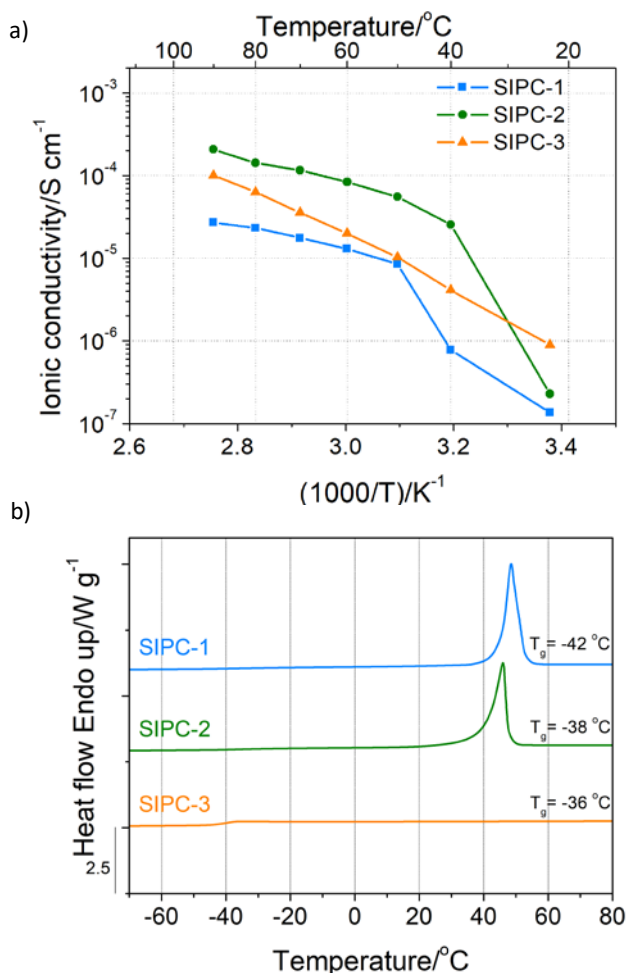 a)
Temperature/°C
100 80 60 40 20
SIPC-1
SIPC-2
SIPC-3
Ionic conductivity/S cm⁻¹
10⁻³
10⁻⁴
10⁻⁵
10⁻⁶
10⁻⁷
2.6 2.8 3.0 3.2 3.4
(1000/T)/K⁻¹
b)
Heat flow Endo up/W g⁻¹
SIPC-1
T_g= -42 °C
SIPC-2
T_g= -38 °C
SIPC-3
T_g= -36 °C
2.5
-60 -40 -20 0 20 40 60 80
Temperature/°C